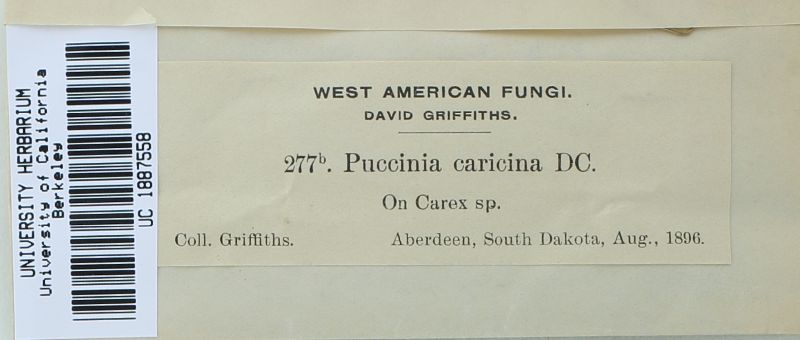 UNIVERSITY HERBARIUM
University of California
Berkeley
UC 1887558
WEST AMERICAN FUNGI.
DAVID GRIFFITHS.
277ᵇ. Puccinia caricina DC.
On Carex sp.
Coll. Griffiths. Aberdeen, South Dakota, Aug., 1896.